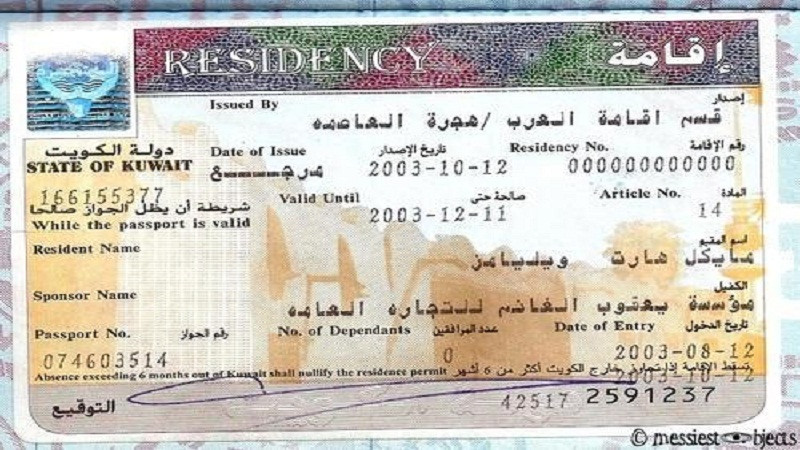 RESIDENCY إقامة
Issued By إصدار
قسم اقامة العرب /هجرة العاصمه
دولة الكويت Date of Issue تاريخ الإصدار Residency No. رقم الإقامة
STATE OF KUWAIT مرجع 2003-10-12 000000000000
166155377 Valid Until صالحة حتى Article No. المادة
شريطة أن يظل الجواز صالحا 2003-12-11 14
While the passport is valid
Resident Name اسم المقيم
مايكل هارت ويليامز
Sponsor Name الكفيل
مؤسسة يعقوب الغانم للتجاره العامه
Passport No. رقم الجواز No. of Dependants عدد المرافقين Date of Entry تاريخ الدخول
074603514 0 2003-08-12
Absence exceeding 6 months out of Kuwait shall nullify the residence permit تسقط الإقامة إذا تجاوزت خارج الكويت أكثر من 6 أشهر
2003-10-12
التوقيع 42517 2591237
© messiest objects